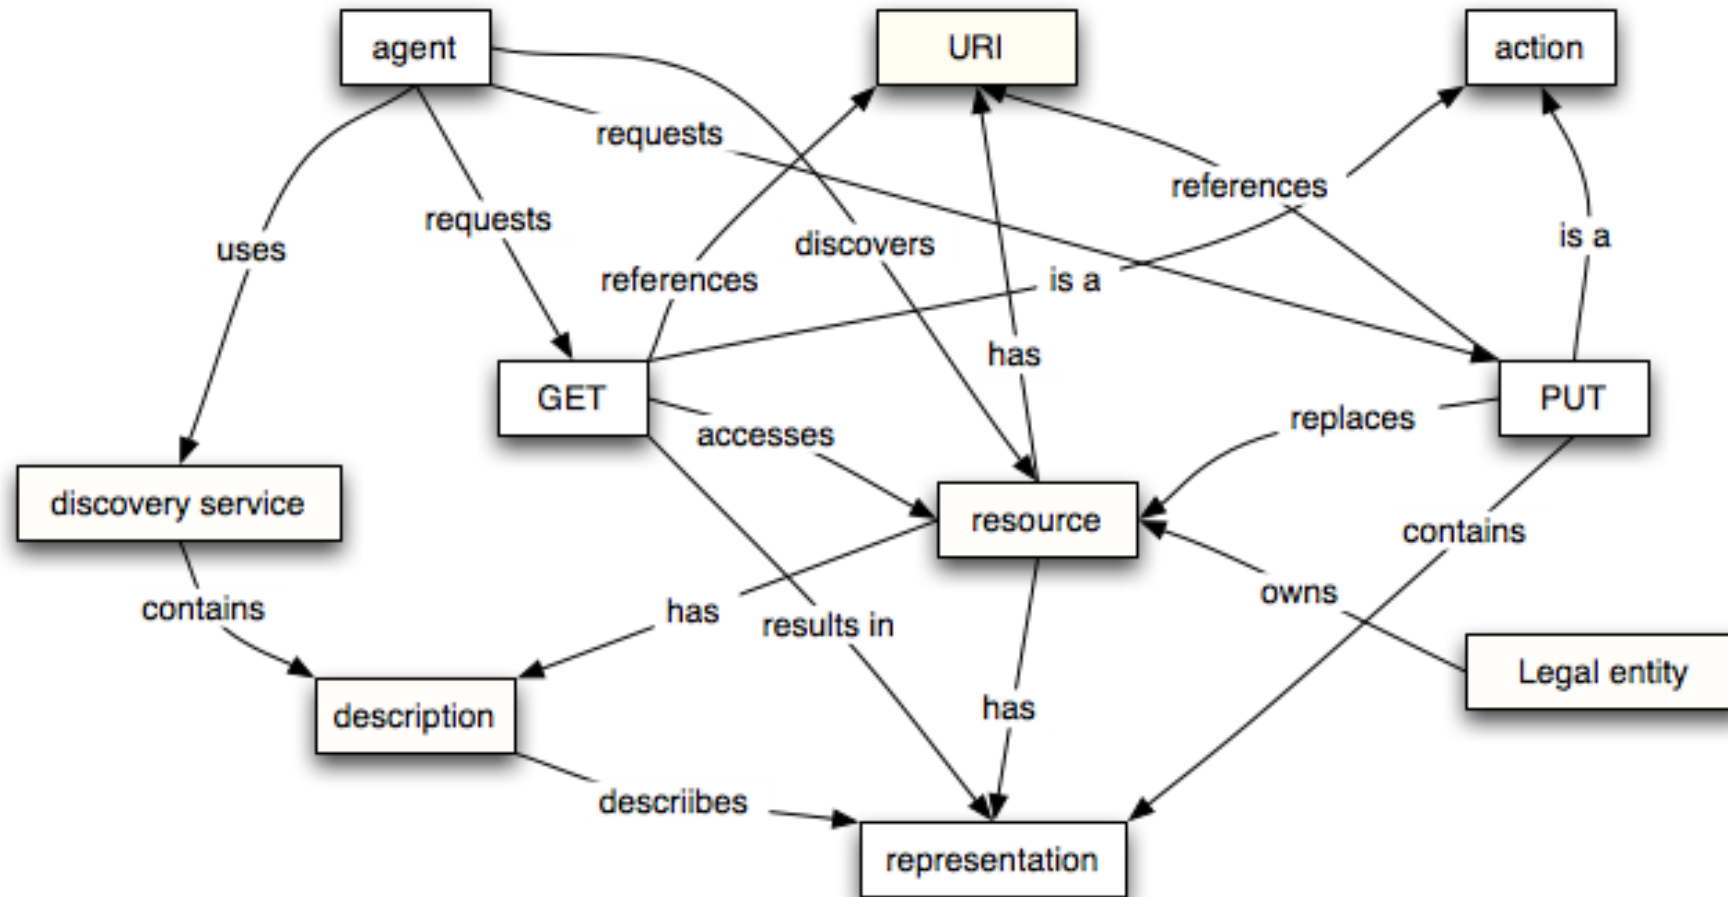 agent
URI
action
requests
references
requests
uses
discovers
is a
references
is a
has
GET
PUT
replaces
accesses
discovery service
resource
contains
owns
contains
has
results in
Legal entity
description
has
descriibes
representation